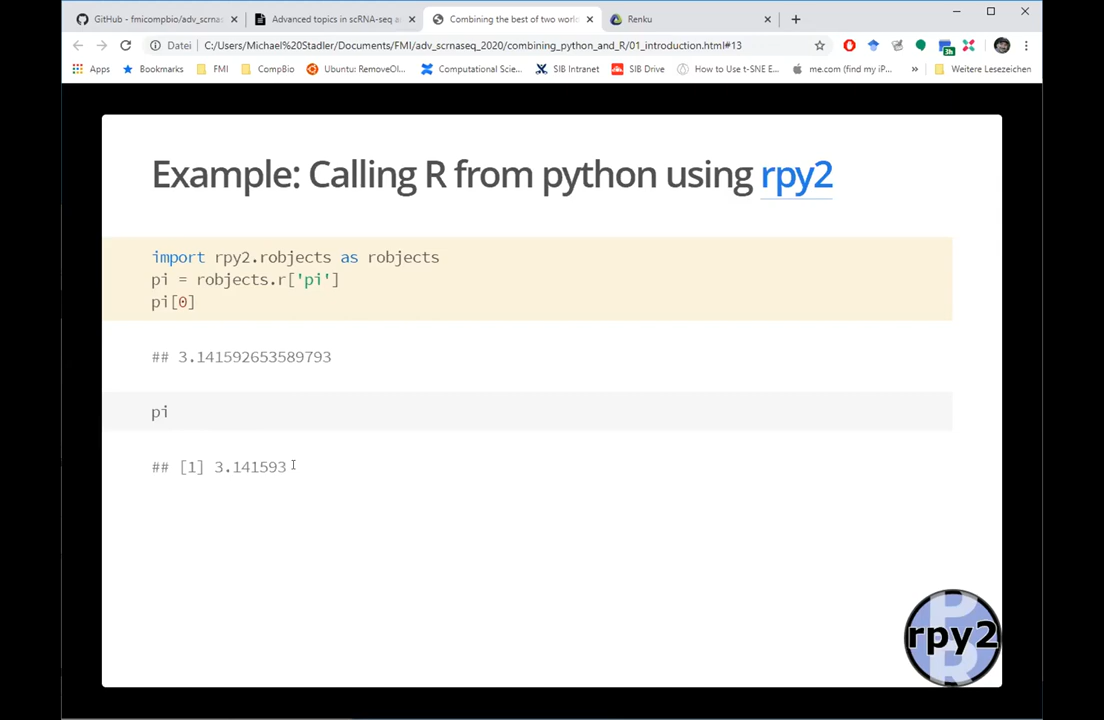 GitHub - fmicompbio/adv_scrnas
Advanced topics in scRNA-seq a
Combining the best of two worl
Renku
Datei
C:/Users/Michael%20Stadler/Documents/FMI/adv_scrnaseq_2020/combining_python_and_R/01_introduction.html#13
3h
Apps
Bookmarks
FMI
CompBio
Ubuntu: RemoveOl...
Computational Scie...
SIB Intranet
SIB Drive
How to Use t-SNE E...
me.com (find my iP...
»
Weitere Lesezeichen
Example: Calling R from python using rpy2
import rpy2.robjects as robjects
pi = robjects.r['pi']
pi[0]
## 3.141592653589793
pi
## [1] 3.141593
rpy2